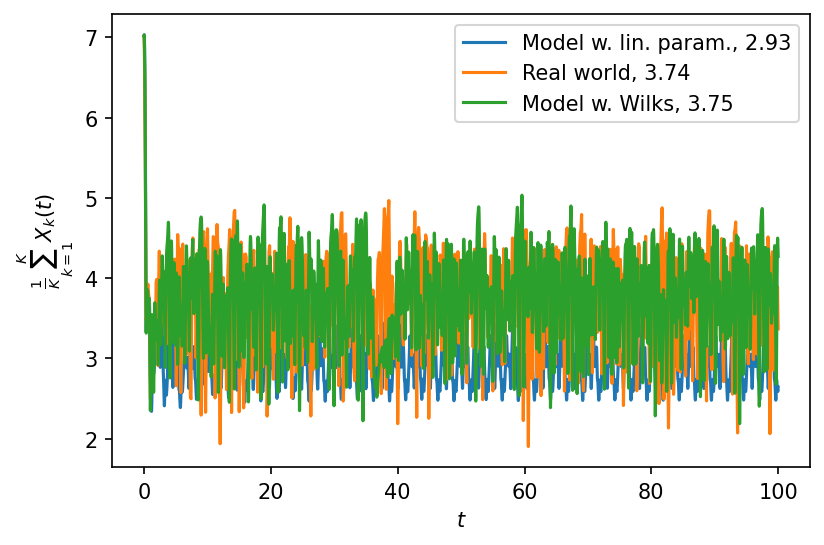 Model w. lin. param., 2.93
Real world, 3.74
Model w. Wilks, 3.75
7
6
5
4
3
2
$\frac{1}{K}\sum_{k=1}^{K} X_k(t)$
0 20 40 60 80 100
t